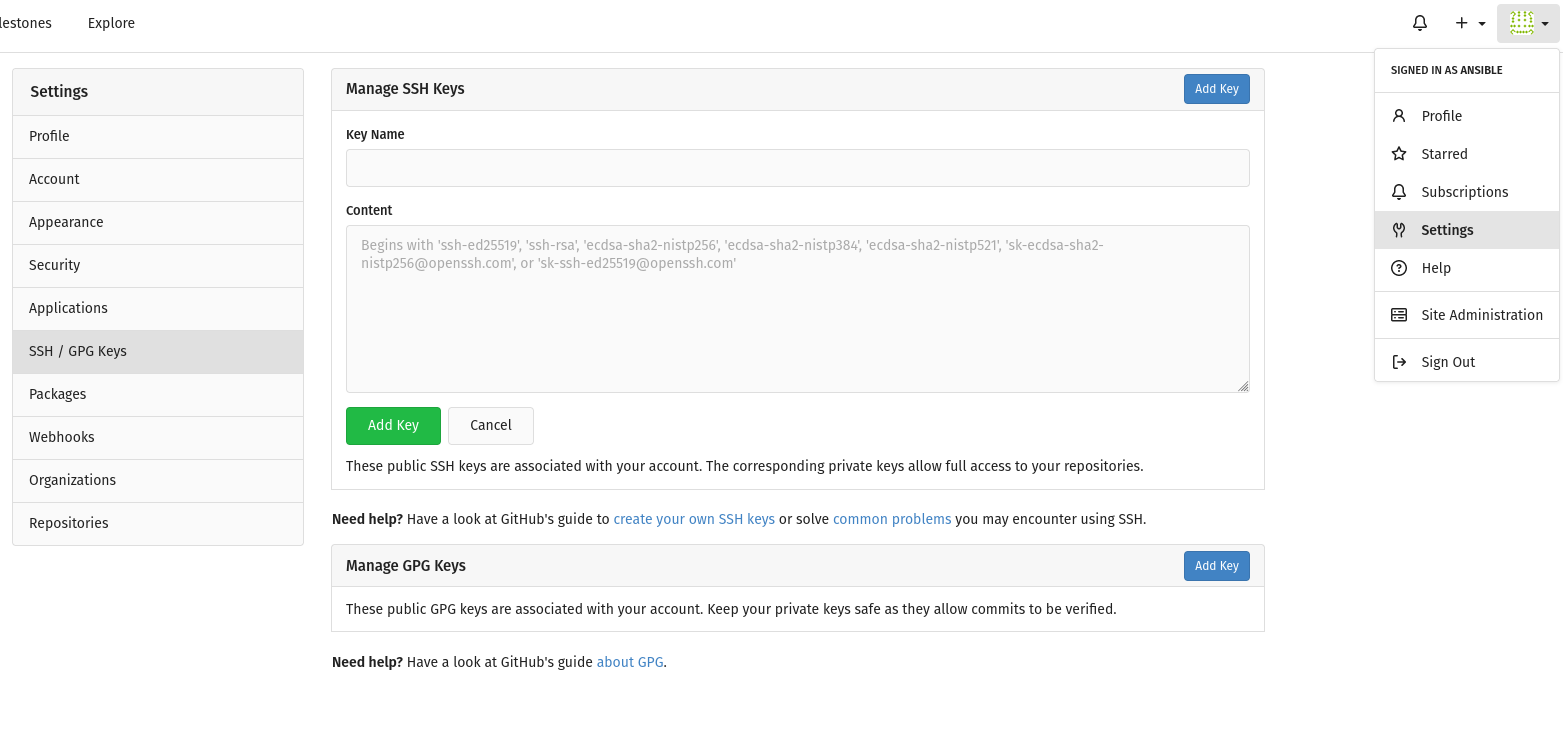 lestones Explore
SIGNED IN AS ANSIBLE
Profile
Starred
Subscriptions
Settings
Help
Site Administration
Sign Out
Settings
Profile
Account
Appearance
Security
Applications
SSH / GPG Keys
Packages
Webhooks
Organizations
Repositories
Manage SSH Keys Add Key
Key Name
Content
Begins with 'ssh-ed25519', 'ssh-rsa', 'ecdsa-sha2-nistp256', 'ecdsa-sha2-nistp384', 'ecdsa-sha2-nistp521', 'sk-ecdsa-sha2-
nistp256@openssh.com', or 'sk-ssh-ed25519@openssh.com'
Add Key Cancel
These public SSH keys are associated with your account. The corresponding private keys allow full access to your repositories.
Need help? Have a look at GitHub's guide to create your own SSH keys or solve common problems you may encounter using SSH.
Manage GPG Keys Add Key
These public GPG keys are associated with your account. Keep your private keys safe as they allow commits to be verified.
Need help? Have a look at GitHub's guide about GPG.